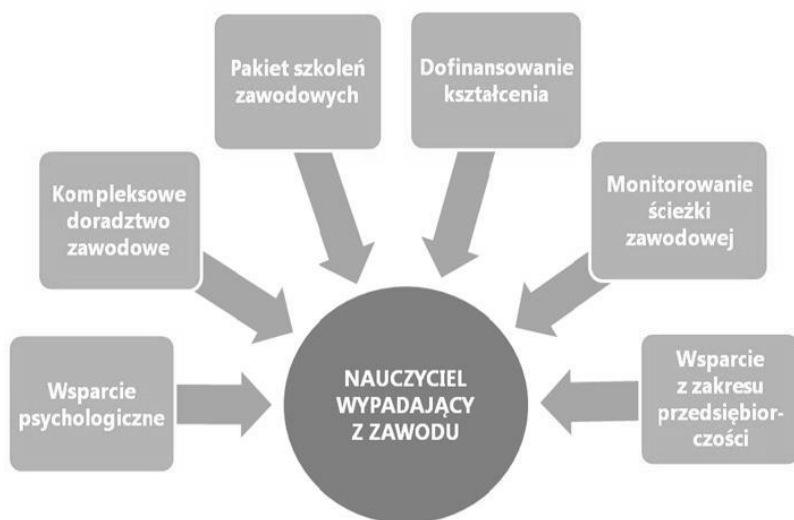 Pakiet szkoleń
zawodowych
Dofinansowanie
kształcenia
Kompleksowe
doradztwo
zawodowe
Monitorowanie
ścieżki
zawodowej
Wsparcie
psychologiczne
NAUCZYCIEL
WYPADAJĄCY
Z ZAWODU
Wsparcie
z zakresu
przedsiębior-
czości